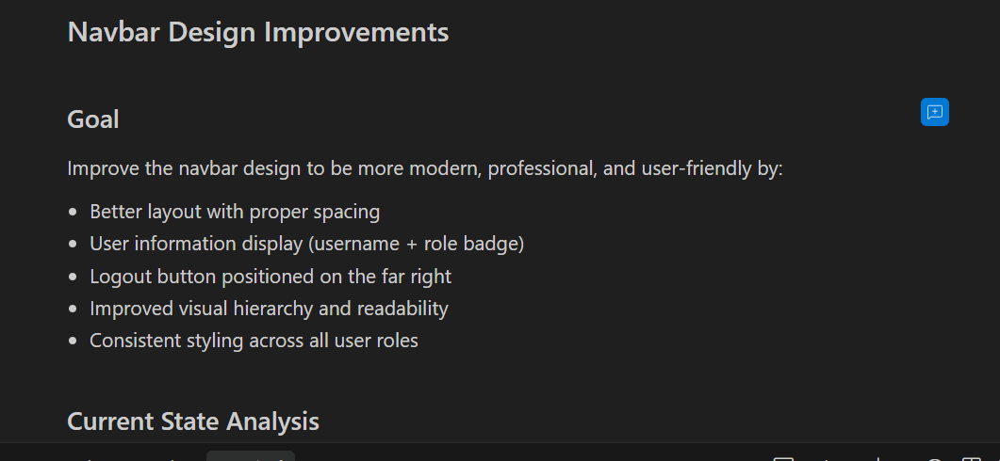 Navbar Design Improvements
Goal
Improve the navbar design to be more modern, professional, and user-friendly by:
Better layout with proper spacing
User information display (username + role badge)
Logout button positioned on the far right
Improved visual hierarchy and readability
Consistent styling across all user roles
Current State Analysis